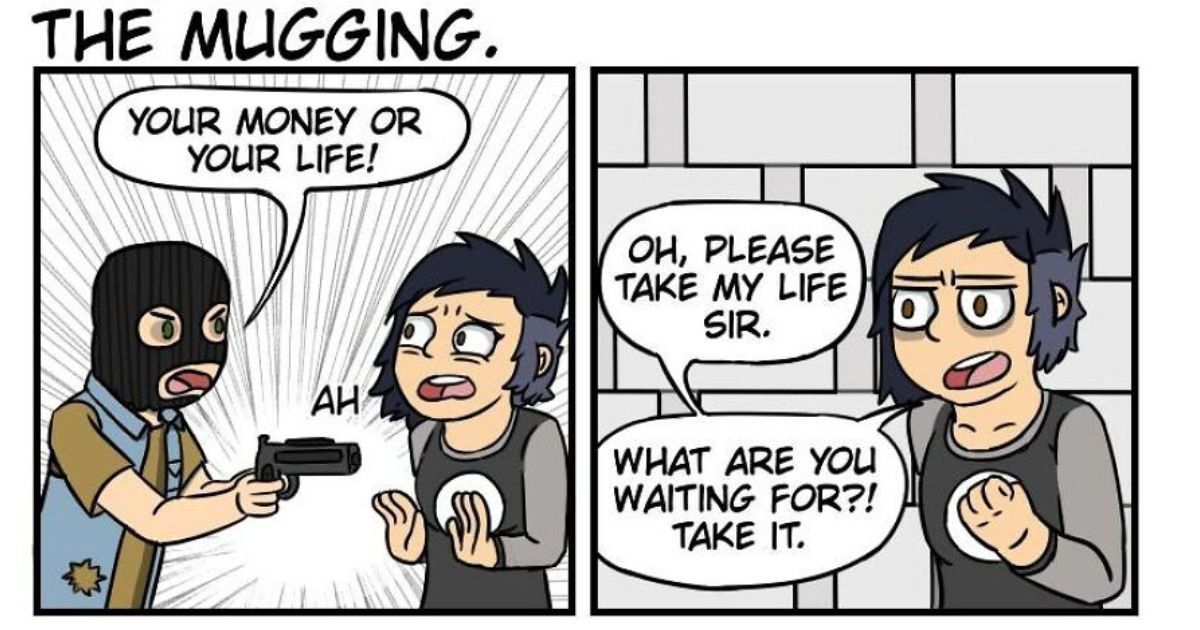 THE MUGGING.
YOUR MONEY OR
YOUR LIFE!
AH
OH, PLEASE
TAKE MY LIFE
SIR.
WHAT ARE YOU
WAITING FOR?!
TAKE IT.